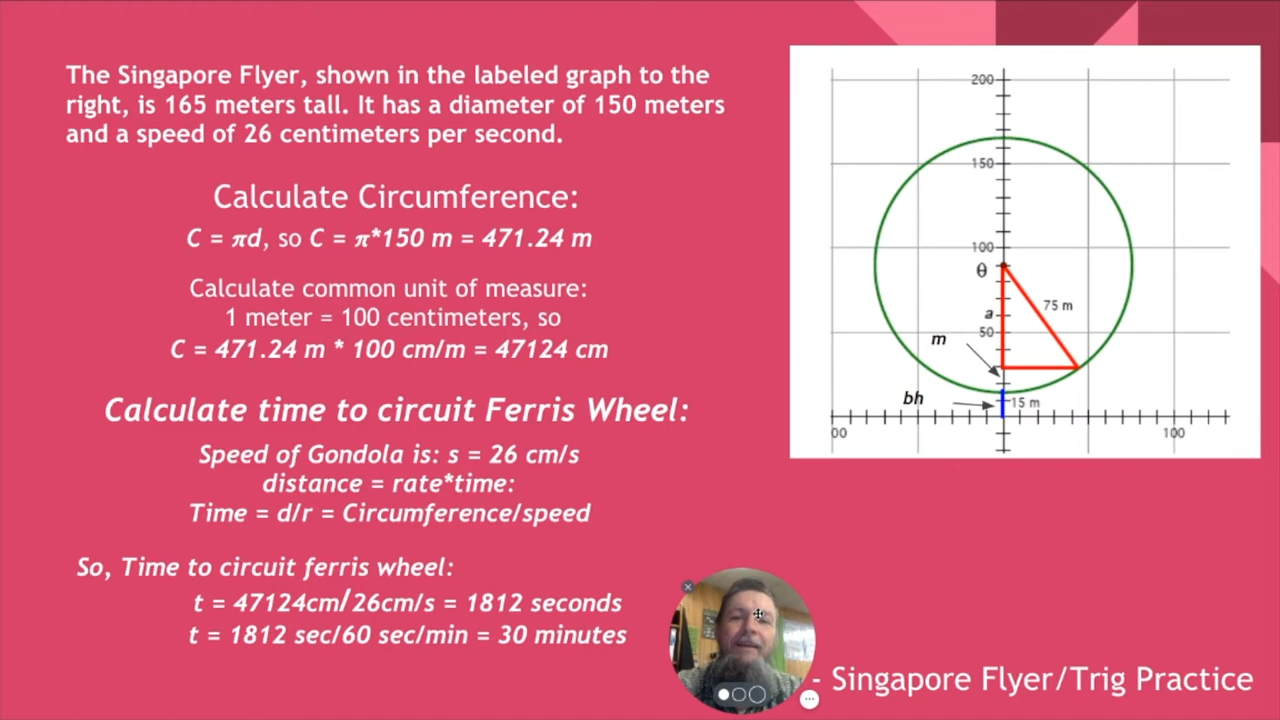 The Singapore Flyer, shown in the labeled graph to the
right, is 165 meters tall. It has a diameter of 150 meters
and a speed of 26 centimeters per second.
Calculate Circumference:
C = πd, so C = π*150 m = 471.24 m
Calculate common unit of measure:
1 meter = 100 centimeters, so
C = 471.24 m * 100 cm/m = 47124 cm
Calculate time to circuit Ferris Wheel:
Speed of Gondola is: s = 26 cm/s
distance = rate*time:
Time = d/r = Circumference/speed
So, Time to circuit ferris wheel:
t = 47124cm/26cm/s = 1812 seconds
t = 1812 sec/60 sec/min = 30 minutes
200
150
100
θ
75 m
a
50
m
bh
15 m
00
100
- Singapore Flyer/Trig Practice